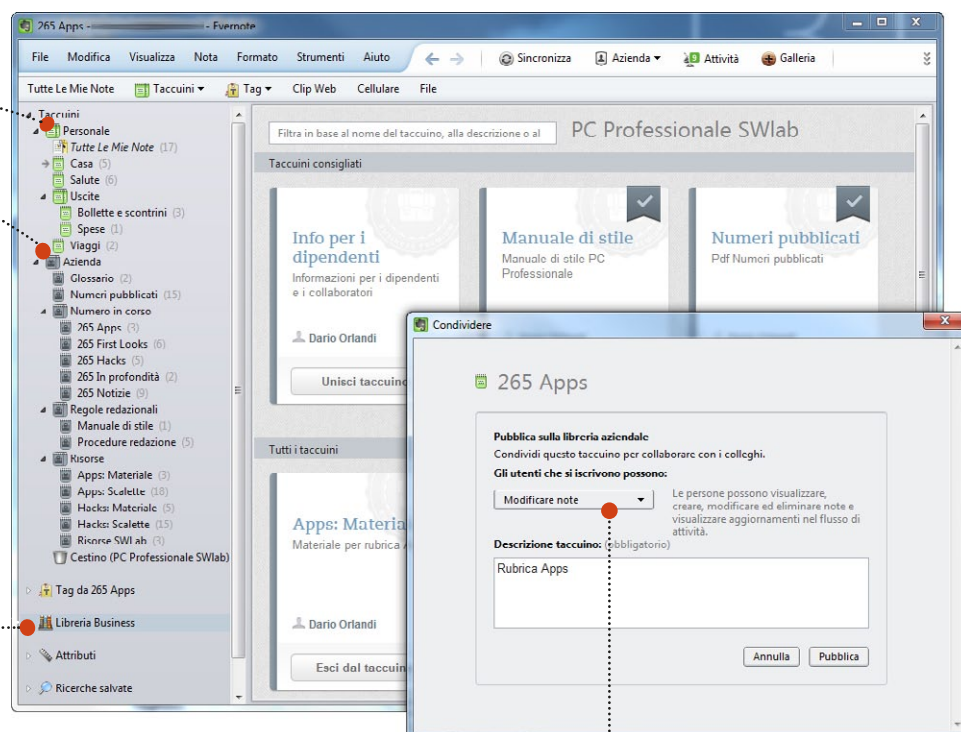 265 Apps - - Evernote
File Modifica Visualizza Nota Formato Strumenti Aiuto Sincronizza Azienda Attività Galleria
Tutte Le Mie Note Taccuini Tag Clip Web Cellulare File
Taccuini
Personale
Tutte Le Mie Note (17)
Casa (5)
Salute (6)
Uscite
Bollette e scontrini (3)
Spese (1)
Viaggi (2)
Azienda
Glossario (2)
Numeri pubblicati (15)
Numero in corso
265 Apps (3)
265 First Looks (6)
265 Hacks (5)
265 In profondità (2)
265 Notizie (9)
Regole redazionali
Manuale di stile (1)
Procedure redazione (5)
Risorse
Apps: Materiale (3)
Apps: Scalette (18)
Hacks: Materiale (5)
Hacks: Scalette (15)
Risorse SWLab (3)
Cestino (PC Professionale SWlab)
Tag da 265 Apps
Libreria Business
Attributi
Ricerche salvate
Filtra in base al nome del taccuino, alla descrizione o al
PC Professionale SWlab
Taccuini consigliati
Info per i
dipendenti
Informazioni per i dipendenti
e i collaboratori
Dario Orlandi
Unisci taccuino
Manuale di stile
Manuale di stile PC
Professionale
Numeri pubblicati
Pdf Numeri pubblicati
Tutti i taccuini
Apps: Materia
Materiale per rubrica
Dario Orlandi
Esci dal taccuin
Condividere
265 Apps
Pubblica sulla libreria aziendale
Condividi questo taccuino per collaborare con i colleghi.
Gli utenti che si iscrivono possono:
Modificare note
Le persone possono visualizzare,
creare, modificare ed eliminare note e
visualizzare aggiornamenti nel flusso di
attività.
Descrizione taccuino: (obbligatorio)
Rubrica Apps
Annulla Pubblica